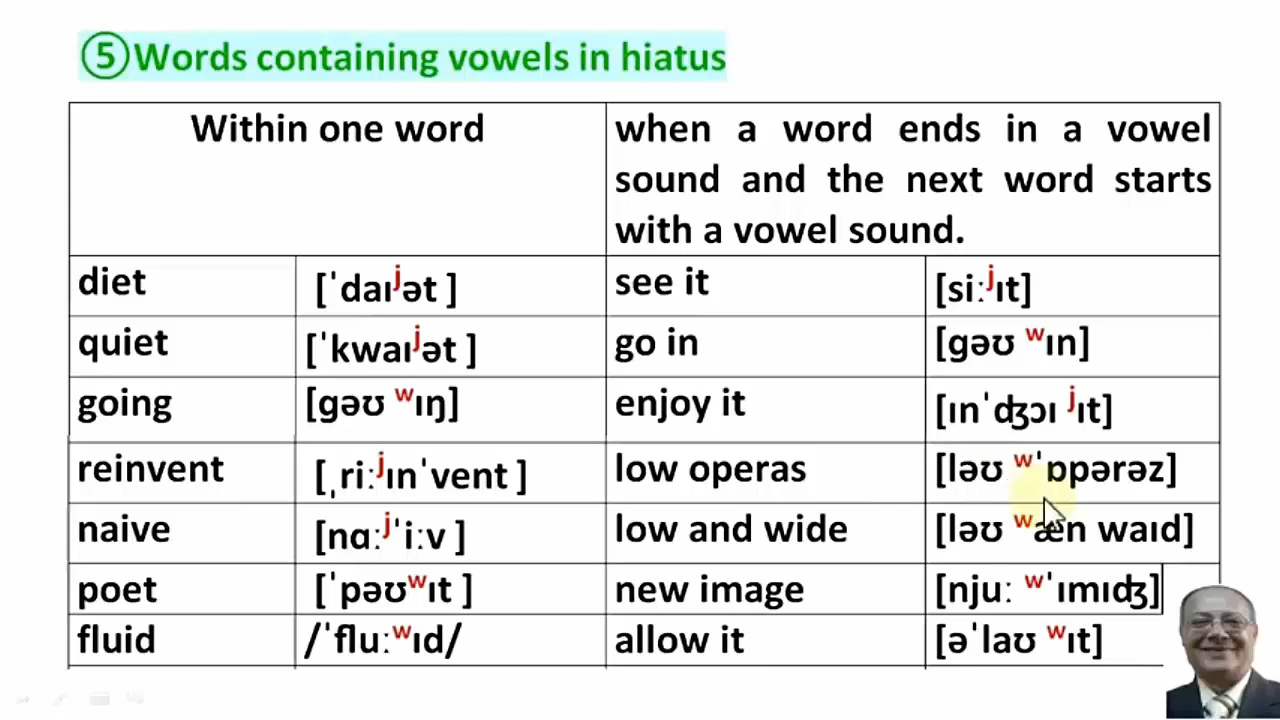 ⑤Words containing vowels in hiatus
Within one word
when a word ends in a vowel
sound and the next word starts
with a vowel sound.
diet [ˈdaɪʲət ] see it [siːʲɪt]
quiet [ˈkwaɪʲət ] go in [gəʊ ʷɪn]
going [gəʊ ʷɪŋ] enjoy it [ɪnˈʤɔɪ ʲɪt]
reinvent [ˌriːʲɪnˈvent ] low operas [ləʊ ʷˈɒpərəz]
naive [nɑːʲˈiːv ] low and wide [ləʊ ʷæn waɪd]
poet [ˈpəʊʷɪt ] new image [njuː ʷˈɪmɪʤ]
fluid /ˈfluːʷɪd/ allow it [əˈlaʊ ʷɪt]